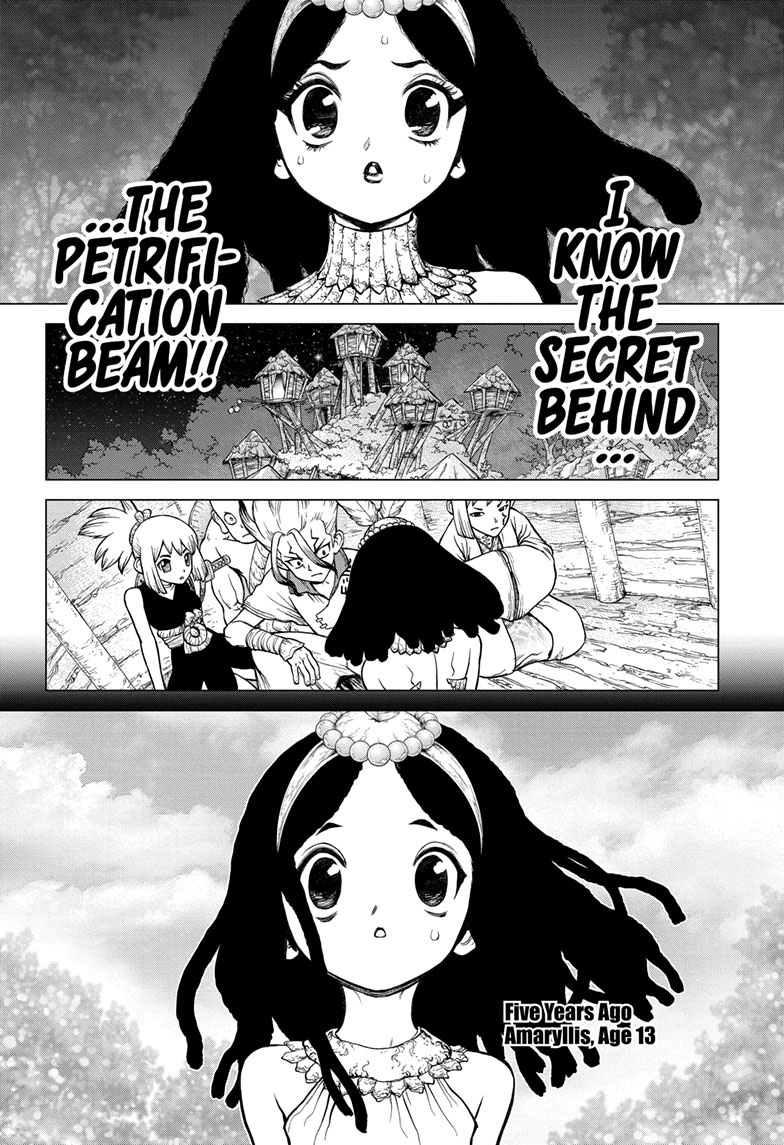 I
KNOW
THE
SECRET
BEHIND
...
...THE
PETRIFI-
CATION
BEAM!!
Five Years Ago
Amaryllis, Age 13